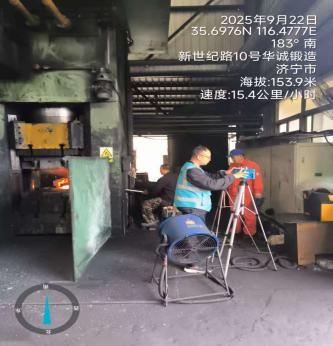 2025年9月22日
35.6976N 116.4777E
183° 南
新世纪路10号华诚锻造
济宁市
海拔:153.9米
速度:15.4公里/小时
南
北